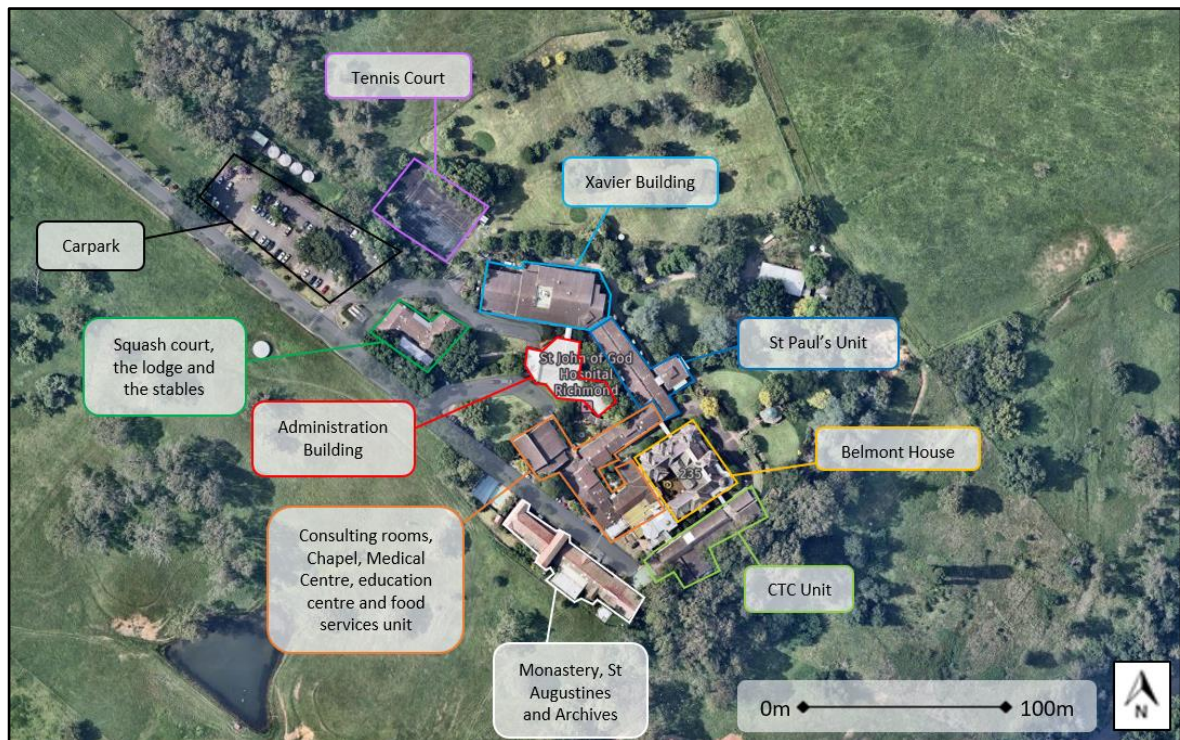 Tennis Court
Xavier Building
Carpark
Squash court,
the lodge and
the stables
St John of God
Hospital
Richmond
St Paul's Unit
Administration
Building
Belmont House
235
Consulting rooms,
Chapel, Medical
Centre, education
centre and food
services unit
CTC Unit
Monastery, St
Augustines
and Archives
0m 100m
N